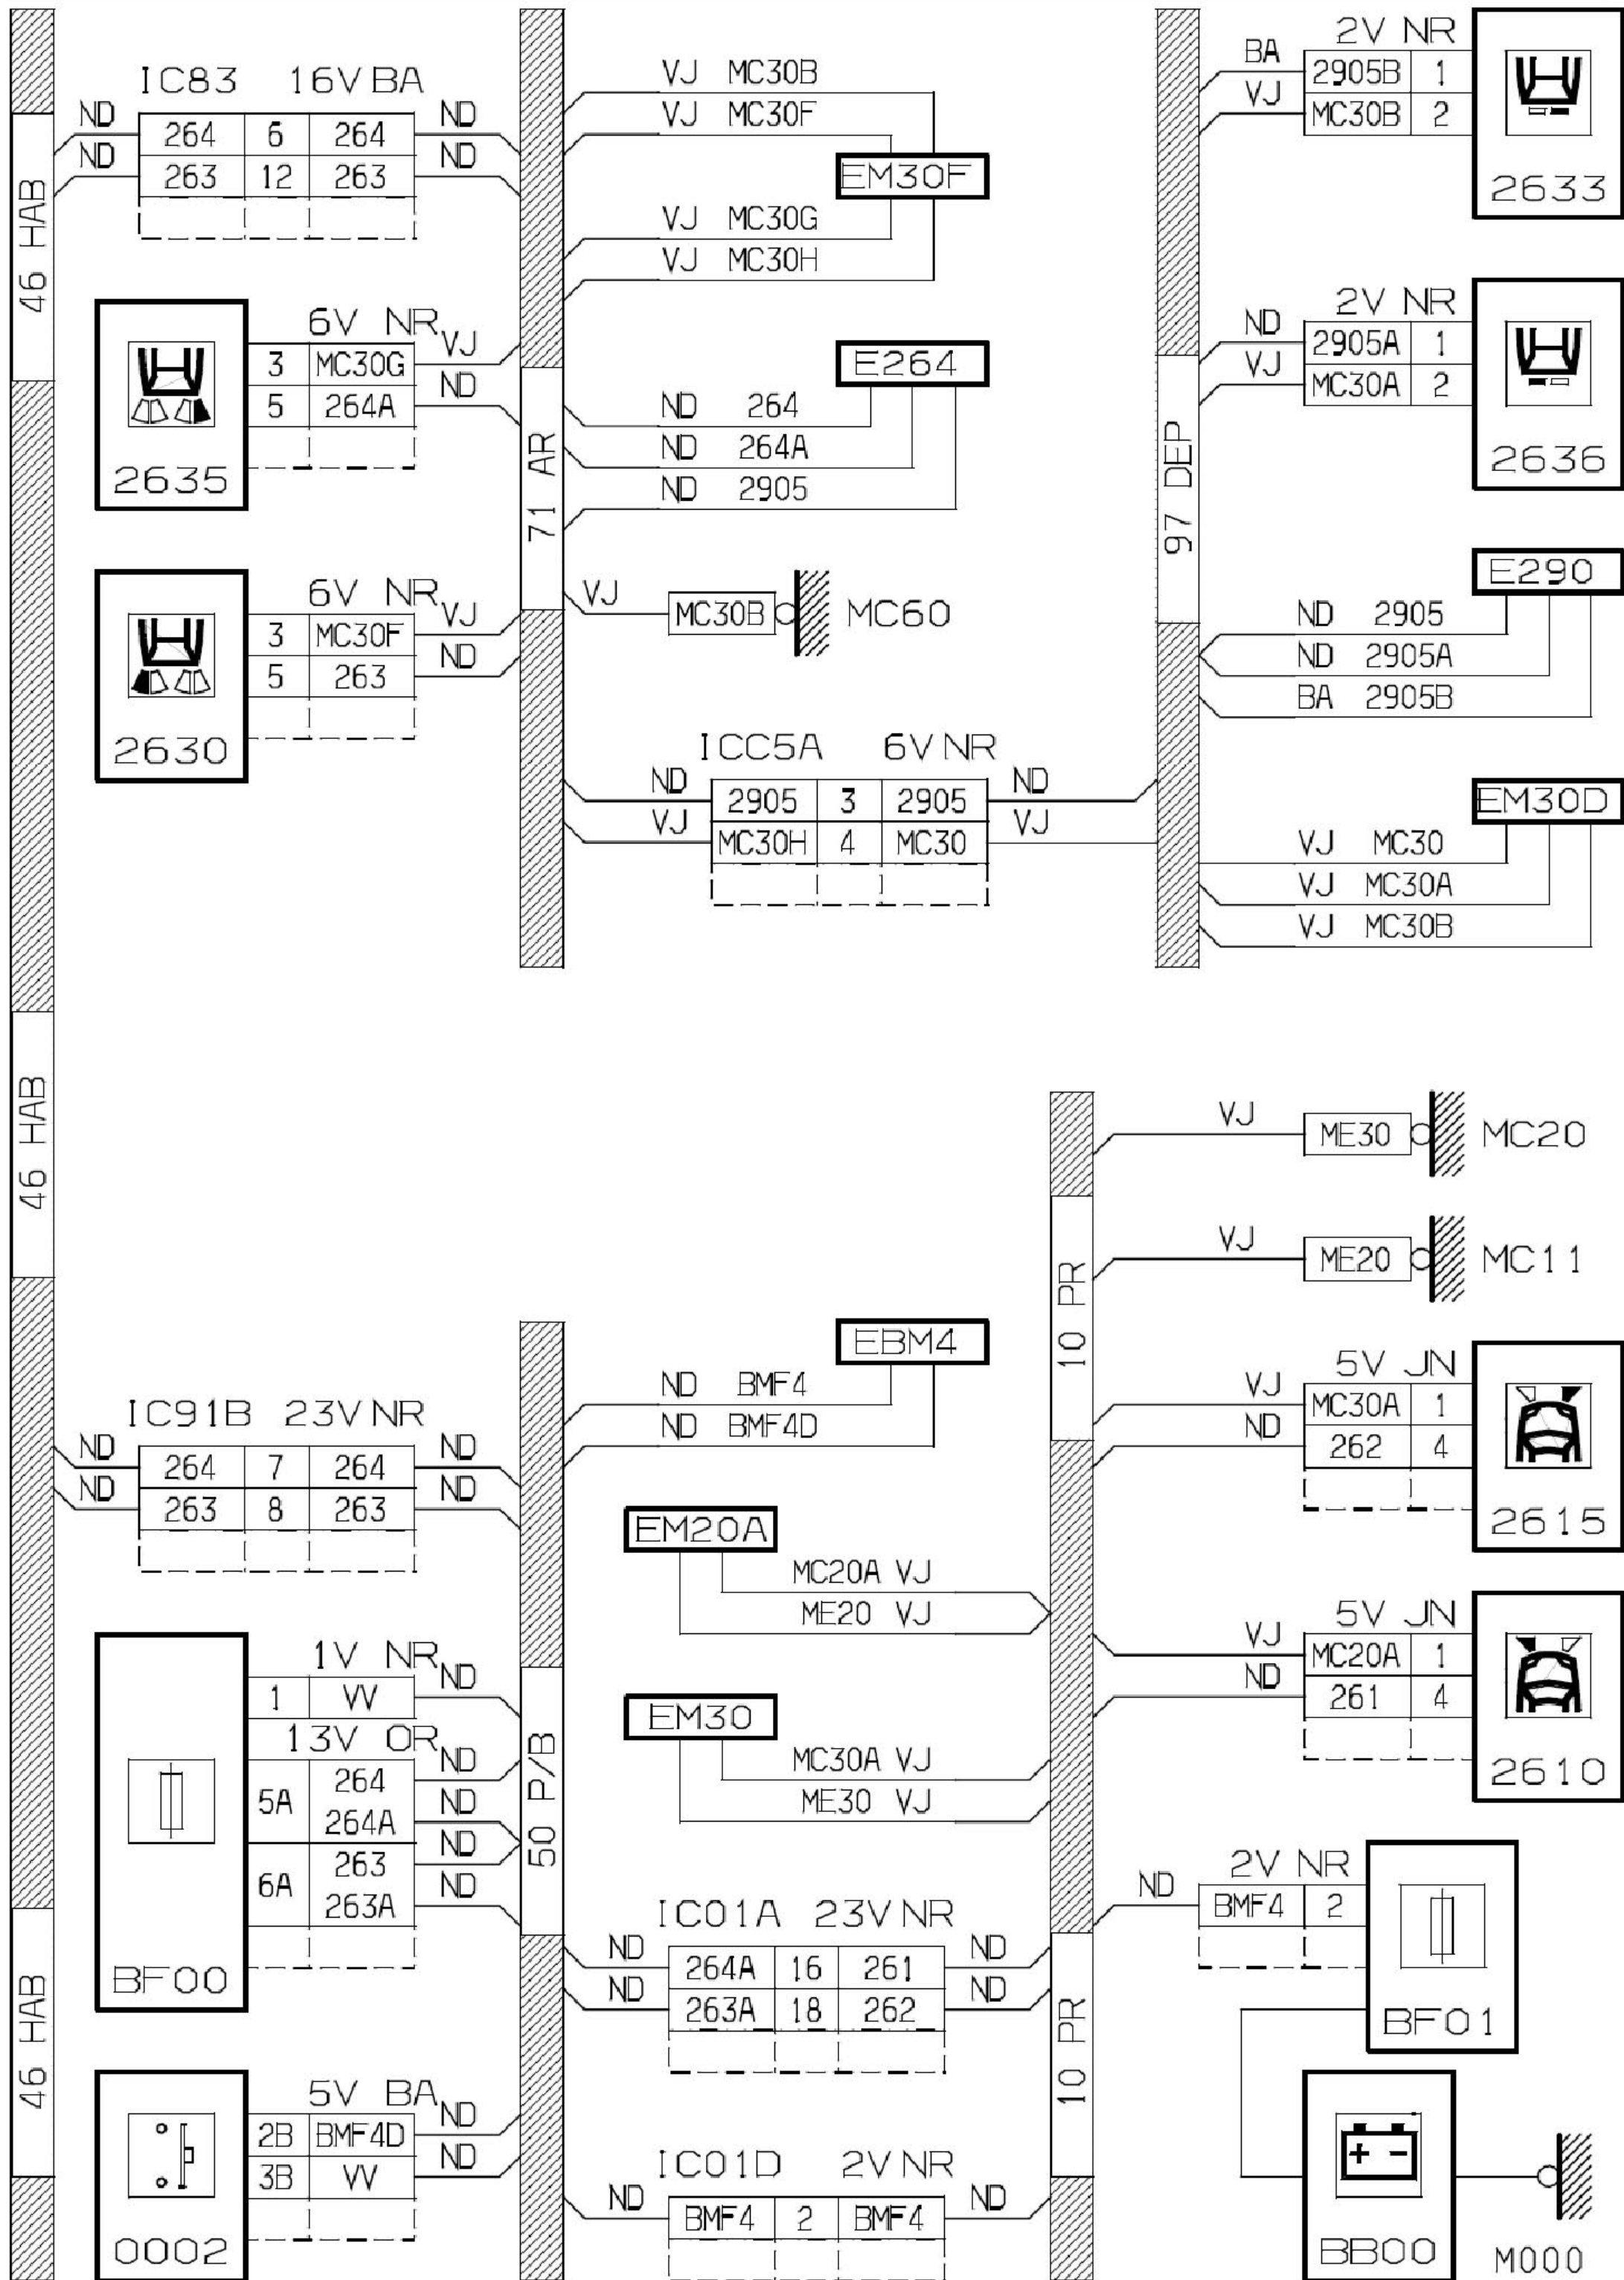 46 HAB
IC83 16VBA
ND 264 6 264 ND
ND 263 12 263 ND
6V NR
3 MC30G VJ
5 264A ND
2635
6V NR
3 MC30F VJ
5 263 ND
2630
71 AR
VJ MC30B
VJ MC30F
EM30F
VJ MC30G
VJ MC30H
E264
ND 264
ND 264A
ND 2905
VJ MC30B MC60
ICC5A 6VNR
ND 2905 3 2905 ND
VJ MC30H 4 MC30 VJ
97 DEP
2V NR
BA 2905B 1
VJ MC30B 2
2633
2V NR
ND 2905A 1
VJ MC30A 2
2636
E290
ND 2905
ND 2905A
BA 2905B
EM30D
VJ MC30
VJ MC30A
VJ MC30B
46 HAB
IC91B 23VNR
ND 264 7 264 ND
ND 263 8 263 ND
1V NR
1 VV ND
13V OR
5A 264 ND
264A ND
6A 263 ND
263A ND
BF00
46 HAB
5V BA
2B BMF4D ND
3B VV ND
0002
50 P/B
EBM4
ND BMF4
ND BMF4D
EM20A
MC20A VJ
ME20 VJ
EM30
MC30A VJ
ME30 VJ
IC01A 23VNR
ND 264A 16 261 ND
ND 263A 18 262 ND
IC01D 2VNR
ND BMF4 2 BMF4 ND
10 PR
VJ ME30 MC20
VJ ME20 MC11
5V JN
VJ MC30A 1
ND 262 4
2615
5V JN
VJ MC20A 1
ND 261 4
2610
10 PR
2V NR
ND BMF4 2
BF01
+ -
BB00
M000